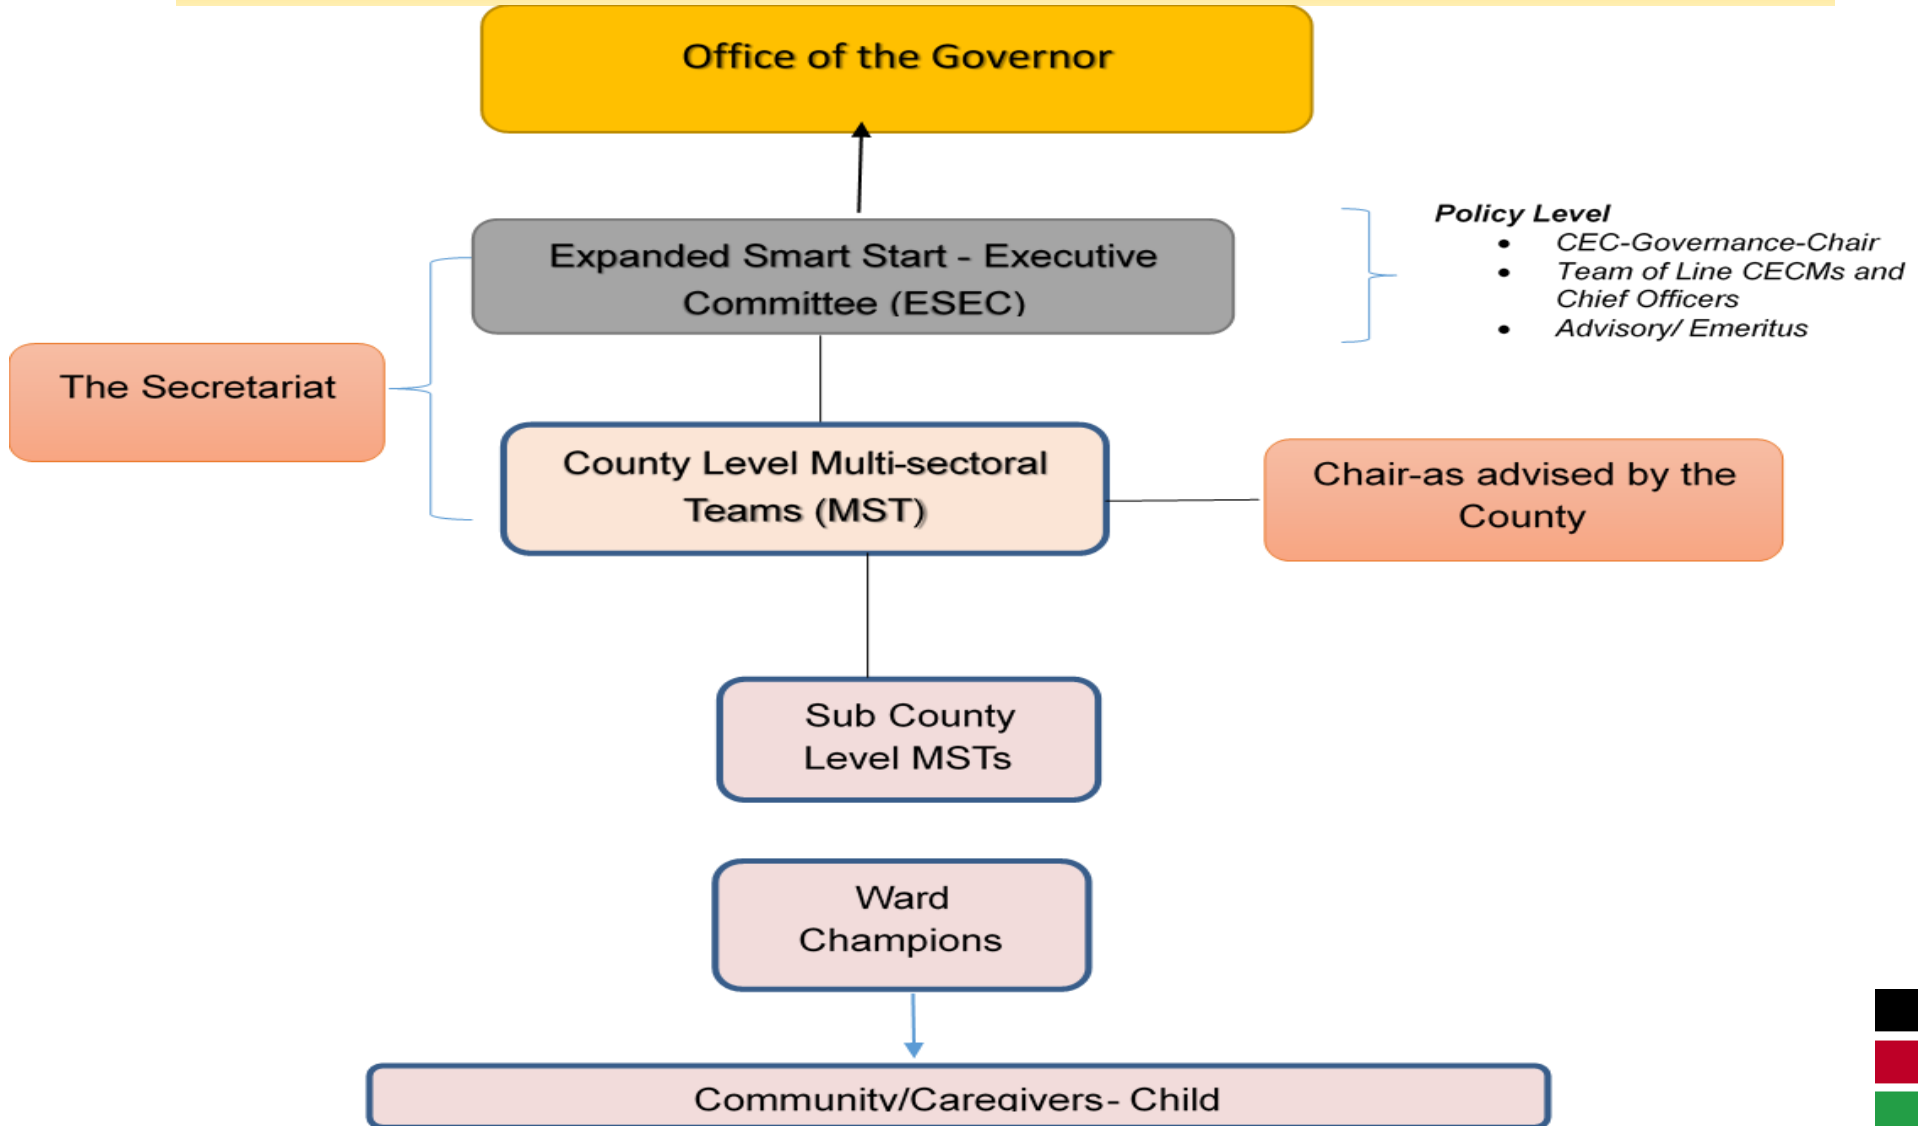 Office of the Governor
Expanded Smart Start - Executive
Committee (ESEC)
Policy Level
• CEC-Governance-Chair
• Team of Line CECMs and
Chief Officers
• Advisory/ Emeritus
The Secretariat
County Level Multi-sectoral
Teams (MST)
Chair-as advised by the
County
Sub County
Level MSTs
Ward
Champions
Community/Caregivers- Child